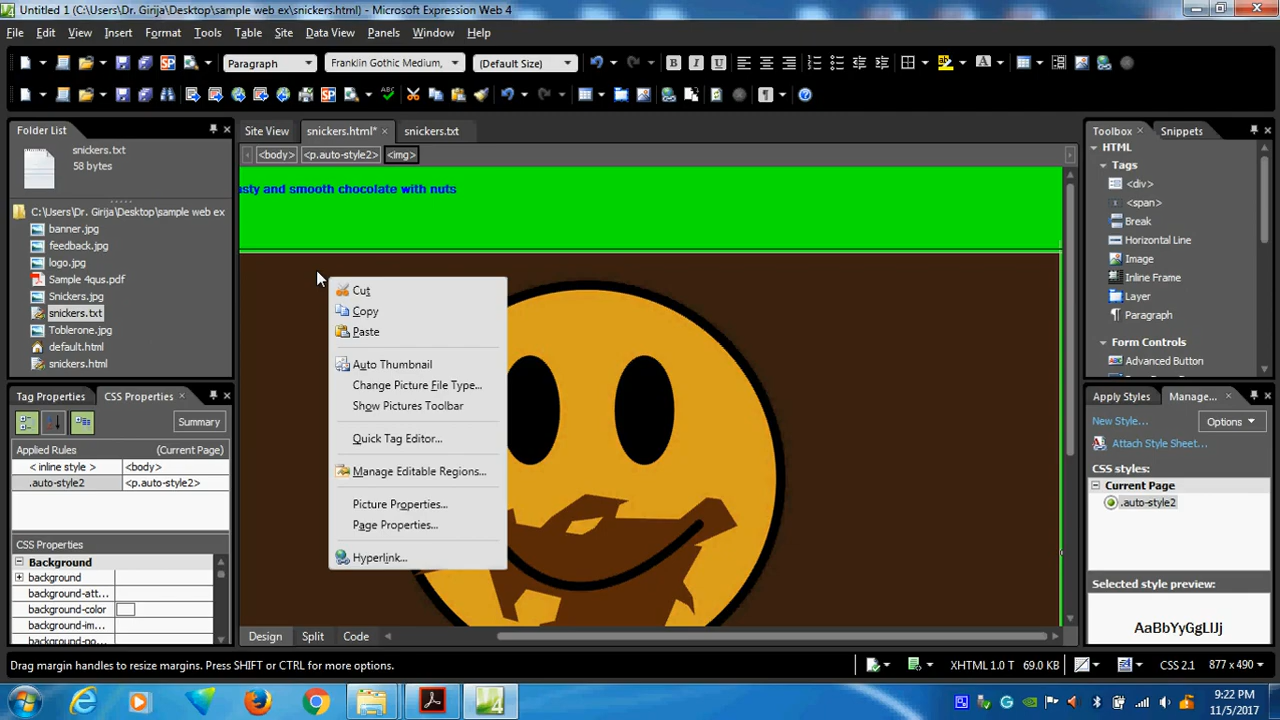 Untitled 1 (C:\Users\Dr. Girija\Desktop\sample web ex\snickers.html) - Microsoft Expression Web 4
File Edit View Insert Format Tools Table Site Data View Panels Window Help
Paragraph Franklin Gothic Medium, (Default Size)
Folder List
snickers.txt
58 bytes
C:\Users\Dr. Girija\Desktop\sample web ex
banner.jpg
feedback.jpg
logo.jpg
Sample 4qus.pdf
Snickers.jpg
snickers.txt
Toblerone.jpg
default.html
snickers.html
Tag Properties CSS Properties
Summary
Applied Rules (Current Page)
< inline style > <body>
.auto-style2 <p.auto-style2>
CSS Properties
Background
background
background-att...
background-color
background-im...
Site View snickers.html* snickers.txt
<body> <p.auto-style2> <img>
sty and smooth chocolate with nuts
Cut
Copy
Paste
Auto Thumbnail
Change Picture File Type...
Show Pictures Toolbar
Quick Tag Editor...
Manage Editable Regions...
Picture Properties...
Page Properties...
Hyperlink...
Design Split Code
Toolbox Snippets
HTML
Tags
<div>
<span>
Break
Horizontal Line
Image
Inline Frame
Layer
Paragraph
Form Controls
Advanced Button
Apply Styles Manage...
New Style... Options
Attach Style Sheet...
CSS styles:
Current Page
.auto-style2
Selected style preview:
AaBbYyGgLlJj
Drag margin handles to resize margins. Press SHIFT or CTRL for more options.
XHTML 1.0 T 69.0 KB CSS 2.1 877 x 490
9:22 PM
11/5/2017